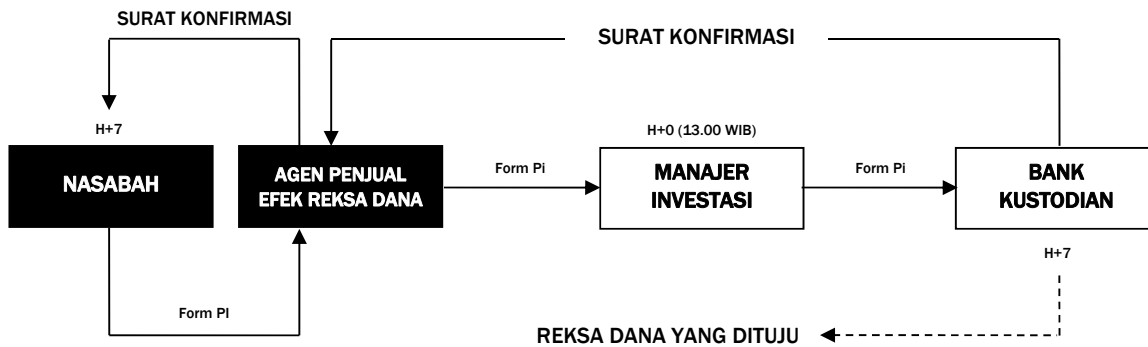 SURAT KONFIRMASI
SURAT KONFIRMASI
H+7
H+0 (13.00 WIB)
NASABAH
AGEN PENJUAL
EFEK REKSA DANA
Form Pi
MANAJER
INVESTASI
Form Pi
BANK
KUSTODIAN
H+7
Form PI
REKSA DANA YANG DITUJU